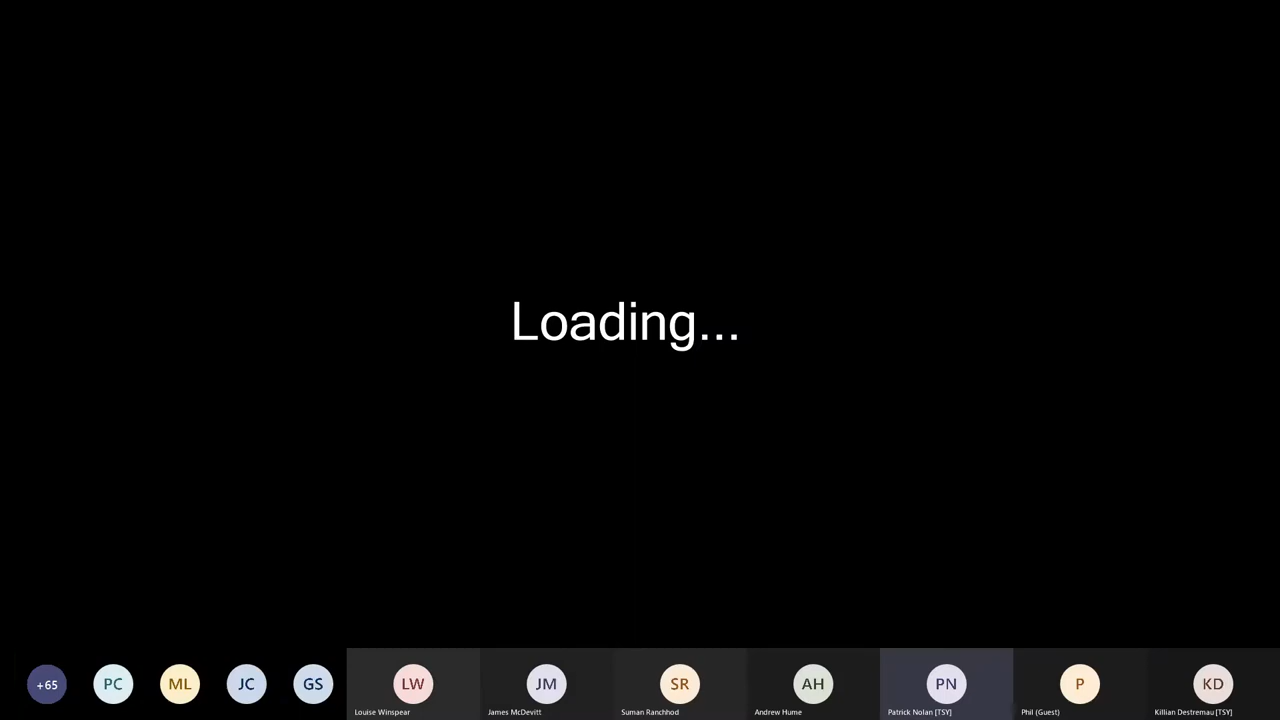 Loading...
+65
PC
ML
JC
GS
LW
JM
SR
AH
PN
P
KD
Louise Winspear
James McDevitt
Suman Ranchhod
Andrew Hume
Patrick Nolan [TSY]
Phil (Guest)
Killian Destremau [TSY]